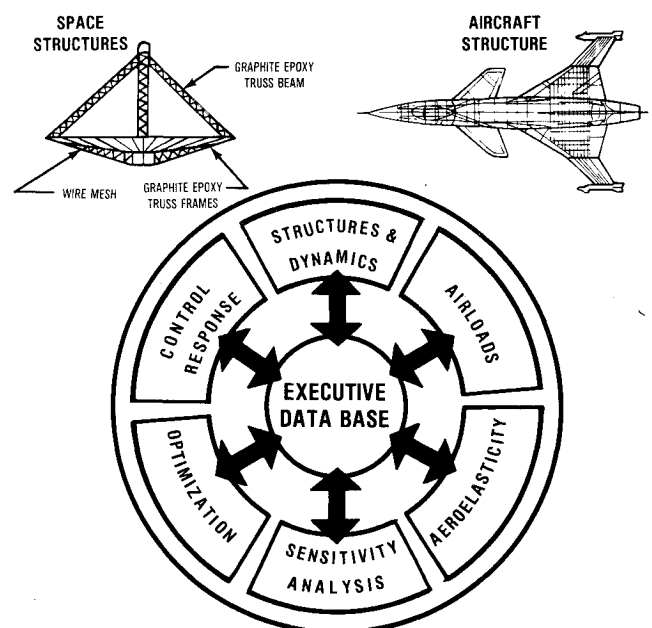 SPACE
STRUCTURES
GRAPHITE EPOXY
TRUSS BEAM
WIRE MESH
GRAPHITE EPOXY
TRUSS FRAMES
AIRCRAFT
STRUCTURE
STRUCTURES &
DYNAMICS
AIRLOADS
AEROELASTICITY
SENSITIVITY
ANALYSIS
OPTIMIZATION
CONTROL
RESPONSE
EXECUTIVE
DATA BASE